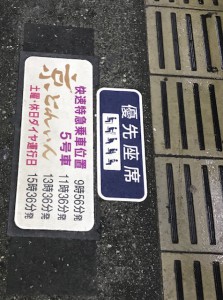 快速特急乗車位置
京とれいん
5号車
土曜・休日ダイヤ運行日
9時56分発
11時36分発
13時36分発
15時36分発
優先座席